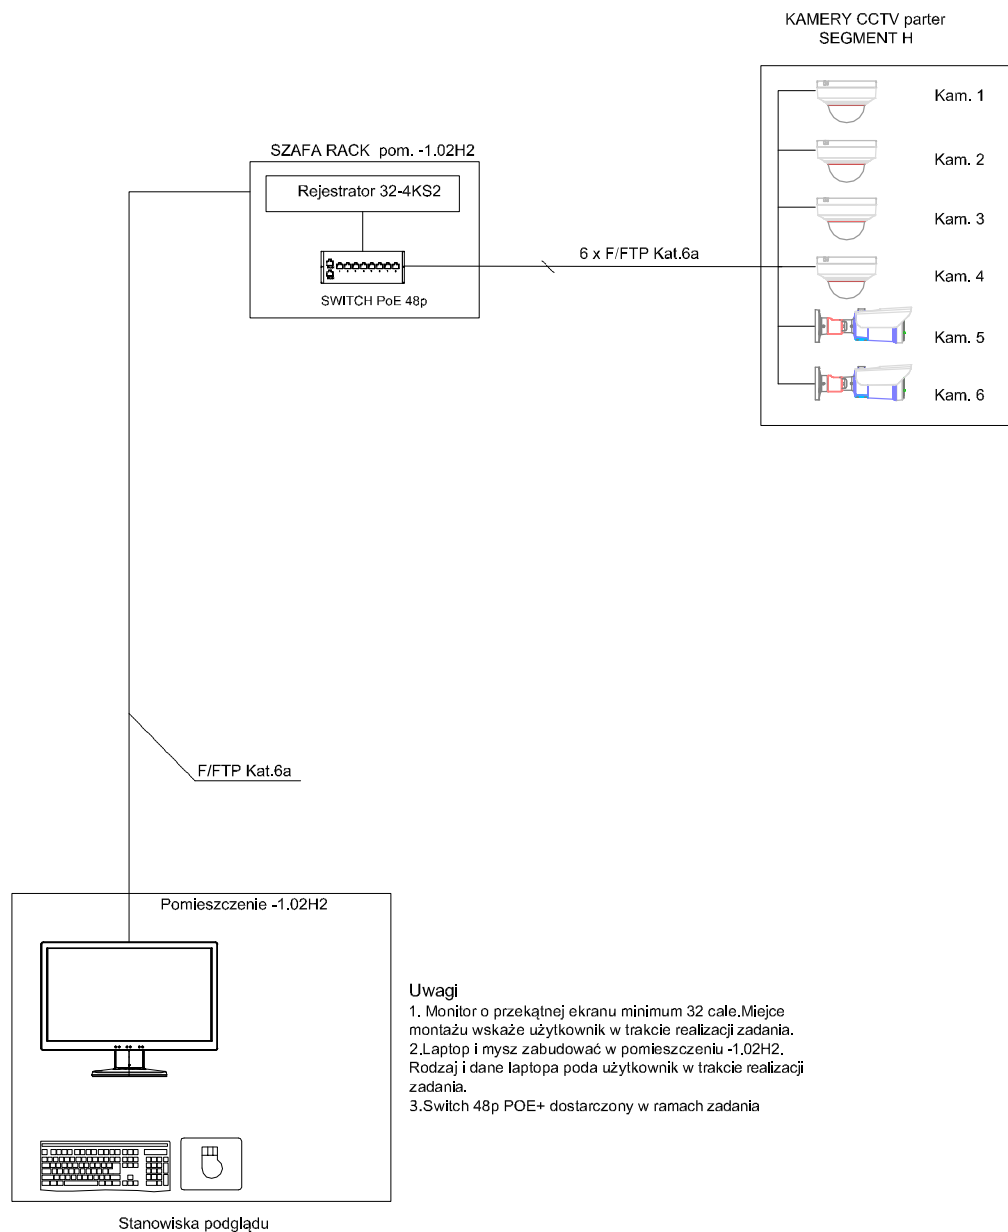 KAMERY CCTV parter
SEGMENT H
Kam. 1
Kam. 2
Kam. 3
Kam. 4
Kam. 5
Kam. 6
SZAFA RACK pom. -1.02H2
Rejestrator 32-4KS2
SWITCH PoE 48p
6 x F/FTP Kat.6a
F/FTP Kat.6a
Pomieszczenie -1.02H2
Uwagi
1. Monitor o przekątnej ekranu minimum 32 cale.Miejce
montażu wskaże użytkownik w trakcie realizacji zadania.
2.Laptop i mysz zabudować w pomieszczeniu -1.02H2.
Rodzaj i dane laptopa poda użytkownik w trakcie realizacji
zadania.
3.Switch 48p POE+ dostarczony w ramach zadania
Stanowiska podglądu